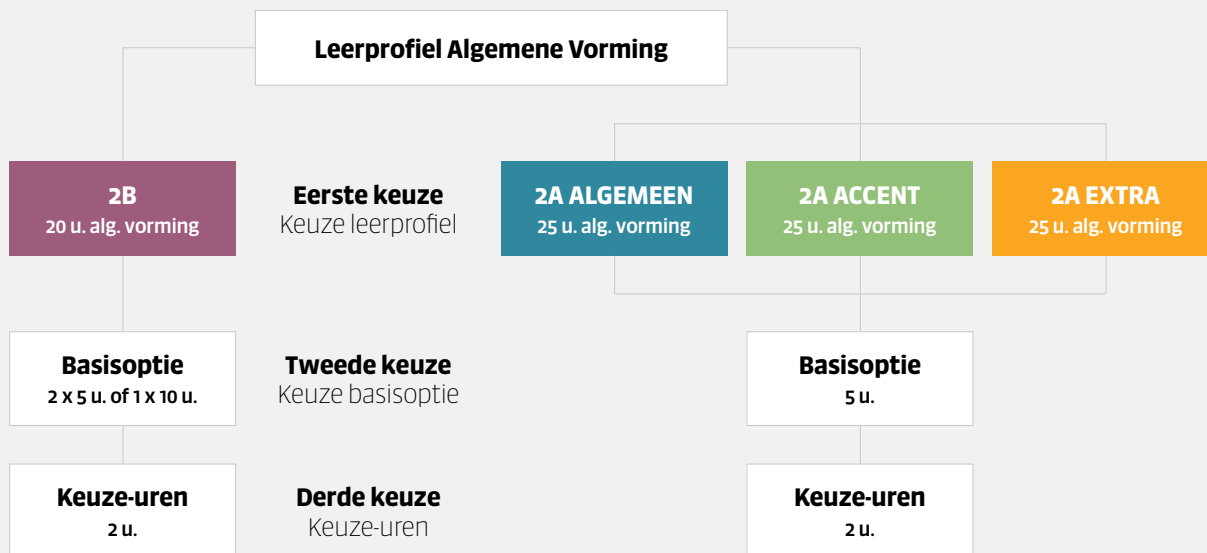 Leerprofiel Algemene Vorming
2B
20 u. alg. vorming
Eerste keuze
Keuze leerprofiel
2A ALGEMEEN
25 u. alg. vorming
2A ACCENT
25 u. alg. vorming
2A EXTRA
25 u. alg. vorming
Basisoptie
2 x 5 u. of 1 x 10 u.
Tweede keuze
Keuze basisoptie
Basisoptie
5 u.
Keuze-uren
2 u.
Derde keuze
Keuze-uren
Keuze-uren
2 u.